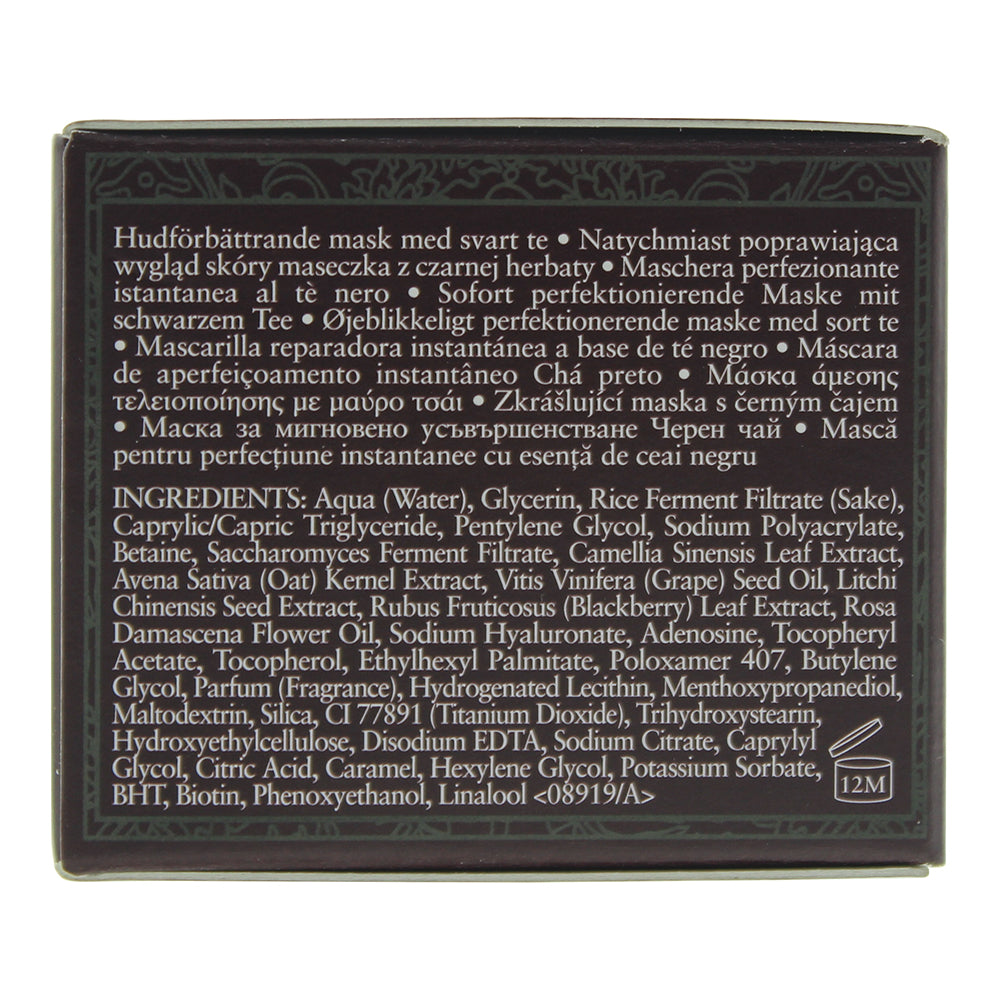 Hudförbättrande mask med svart te • Natychmiast poprawiająca
wygląd skóry maseczka z czarnej herbaty • Maschera perfezionante
istantanea al tè nero • Sofort perfektionierende Maske mit
schwarzem Tee • Øjeblikkeligt perfektionerende maske med sort te
• Mascarilla reparadora instantánea a base de té negro • Máscara
de aperfeiçoamento instantâneo Chá preto • Μάσκα άμεσης
τελειοποίησης με μαύρο τσάι • Zkrášlující maska s černým čajem
• Маска за мигновено усъвършенстване Черен чай • Mască
pentru perfecțiune instantanee cu esență de ceai negru
INGREDIENTS: Aqua (Water), Glycerin, Rice Ferment Filtrate (Sake),
Caprylic/Capric Triglyceride, Pentylene Glycol, Sodium Polyacrylate,
Betaine, Saccharomyces Ferment Filtrate, Camellia Sinensis Leaf Extract,
Avena Sativa (Oat) Kernel Extract, Vitis Vinifera (Grape) Seed Oil, Litchi
Chinensis Seed Extract, Rubus Fruticosus (Blackberry) Leaf Extract, Rosa
Damascena Flower Oil, Sodium Hyaluronate, Adenosine, Tocopheryl
Acetate, Tocopherol, Ethylhexyl Palmitate, Poloxamer 407, Butylene
Glycol, Parfum (Fragrance), Hydrogenated Lecithin, Menthoxypropanediol,
Maltodextrin, Silica, CI 77891 (Titanium Dioxide), Trihydroxystearin,
Hydroxyethylcellulose, Disodium EDTA, Sodium Citrate, Caprylyl
Glycol, Citric Acid, Caramel, Hexylene Glycol, Potassium Sorbate,
BHT, Biotin, Phenoxyethanol, Linalool <08919/A>
12M